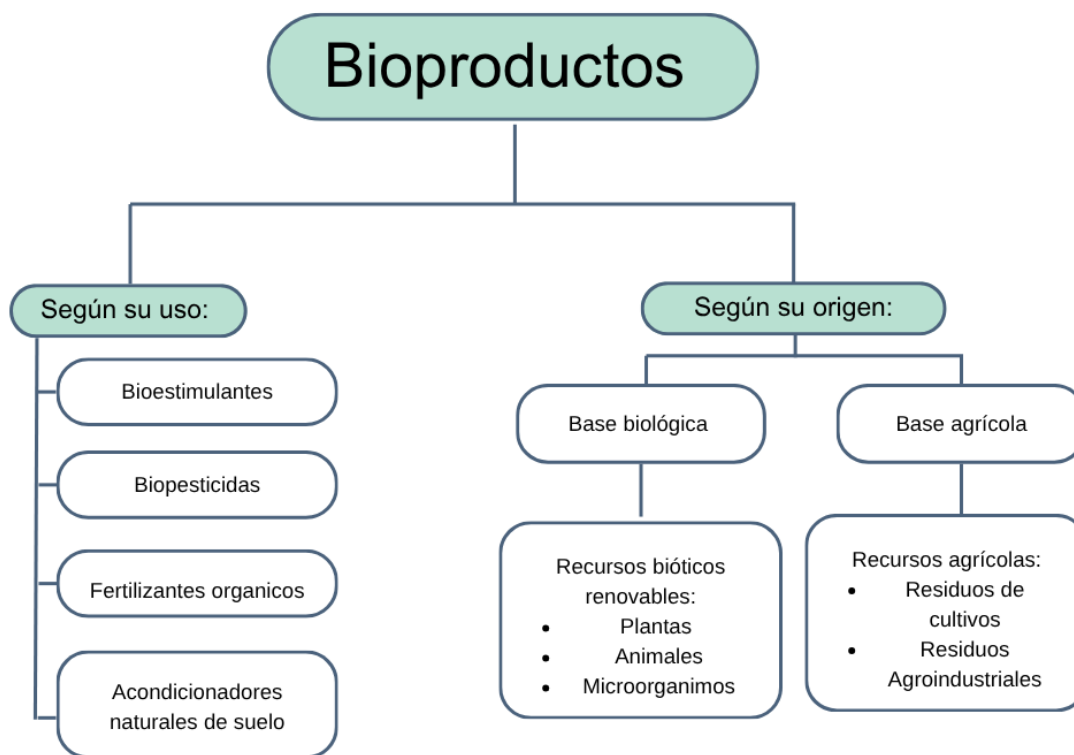 Bioproductos
Según su uso:
Bioestimulantes
Biopesticidas
Fertilizantes organicos
Acondicionadores
naturales de suelo
Según su origen:
Base biológica
Recursos bióticos
renovables:
• Plantas
• Animales
• Microorganimos
Base agrícola
Recursos agrícolas:
• Residuos de
cultivos
• Residuos
Agroindustriales